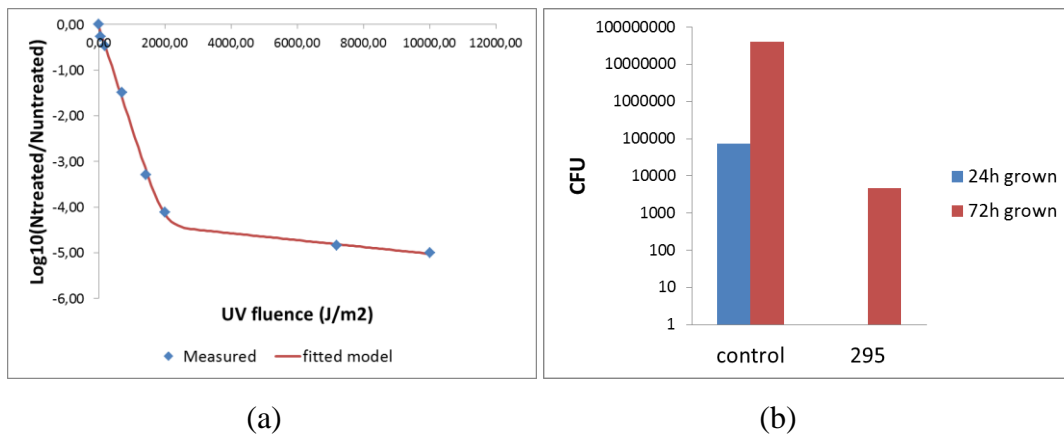 0,00
-1,00
-2,00
-3,00
-4,00
-5,00
-6,00
0,00 2000,00 4000,00 6000,00 8000,00 10000,00 12000,00
Log10(Ntreated/Nuntreated)
UV fluence (J/m2)
Measured fitted model
(a)
100000000
10000000
1000000
100000
10000
1000
100
10
1
CFU
control 295
24h grown
72h grown
(b)